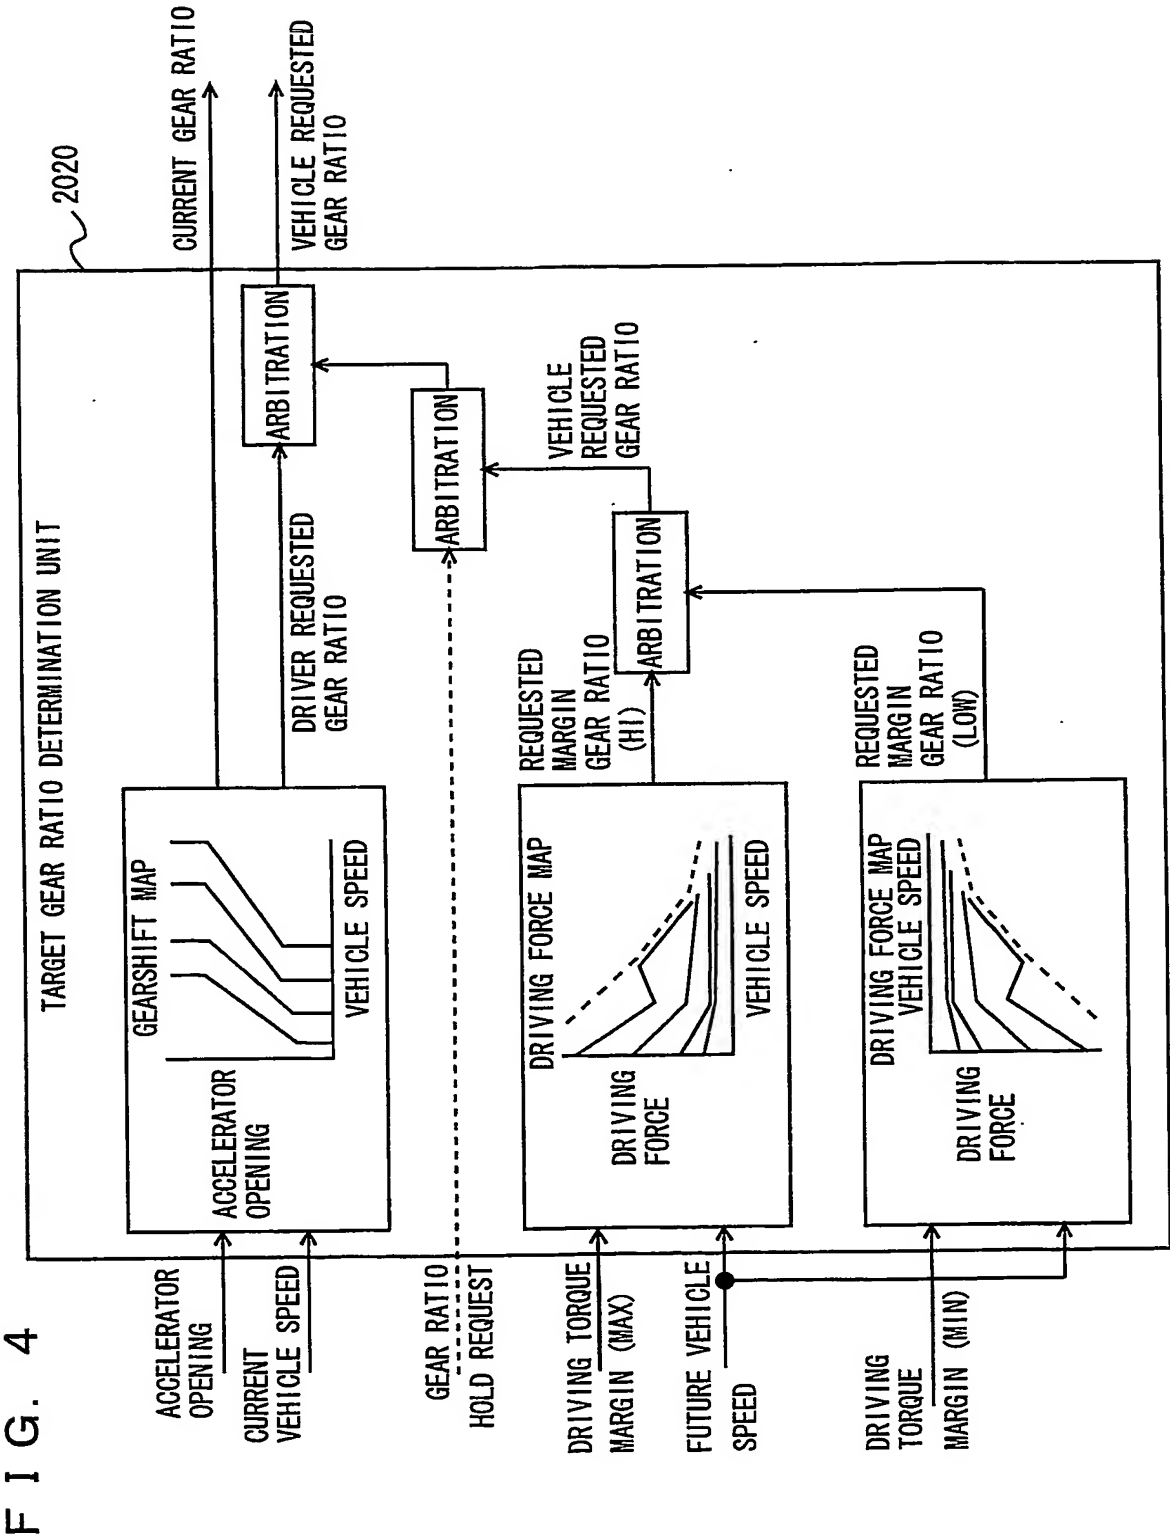 FIG. 4
TARGET GEAR RATIO DETERMINATION UNIT
2020
ACCELERATOR
OPENING
CURRENT
VEHICLE SPEED
ACCELERATOR
OPENING
GEARSHIFT MAP
VEHICLE SPEED
CURRENT GEAR RATIO
DRIVER REQUESTED
GEAR RATIO
ARBITRATION
VEHICLE REQUESTED
GEAR RATIO
GEAR RATIO
HOLD REQUEST
ARBITRATION
DRIVING TORQUE
MARGIN (MAX)
FUTURE VEHICLE
SPEED
DRIVING FORCE MAP
DRIVING
FORCE
VEHICLE SPEED
REQUESTED
MARGIN
GEAR RATIO
(HI)
ARBITRATION
VEHICLE
REQUESTED
GEAR RATIO
DRIVING
TORQUE
MARGIN (MIN)
DRIVING FORCE MAP
VEHICLE SPEED
DRIVING
FORCE
REQUESTED
MARGIN
GEAR RATIO
(LOW)